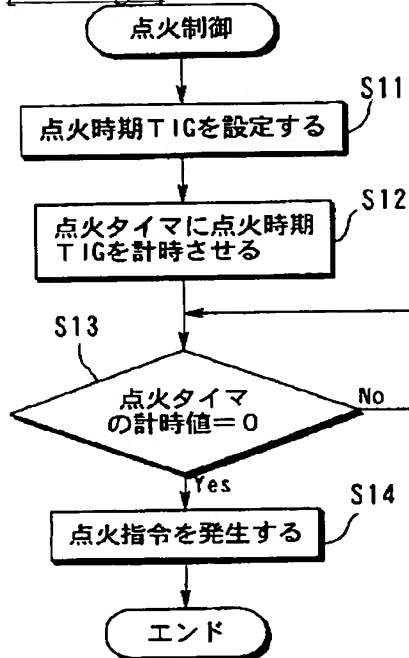 点火制御
S11
点火時期TIGを設定する
S12
点火タイマに点火時期
TIGを計時させる
S13
点火タイマ
の計時値=0
No
Yes
S14
点火指令を発生する
エンド